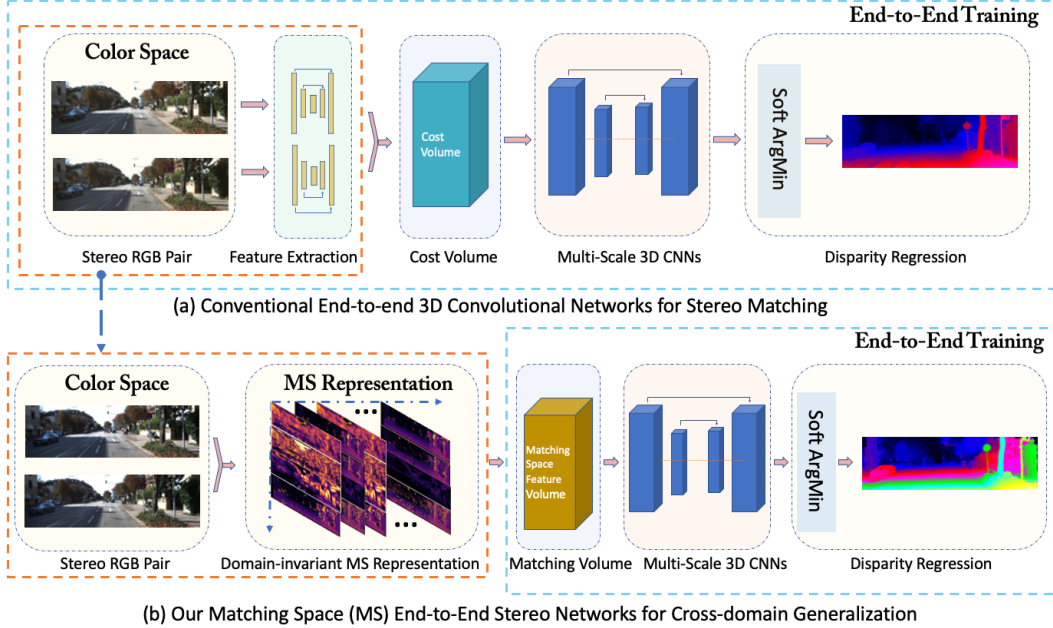 End-to-End Training
Color Space
Cost
Volume
Soft ArgMin
Stereo RGB Pair
Feature Extraction
Cost Volume
Multi-Scale 3D CNNs
Disparity Regression
(a) Conventional End-to-end 3D Convolutional Networks for Stereo Matching
End-to-End Training
Color Space
MS Representation
Matching
Space
Feature
Volume
Soft ArgMin
Stereo RGB Pair
Domain-invariant MS Representation
Matching Volume
Multi-Scale 3D CNNs
Disparity Regression
(b) Our Matching Space (MS) End-to-End Stereo Networks for Cross-domain Generalization